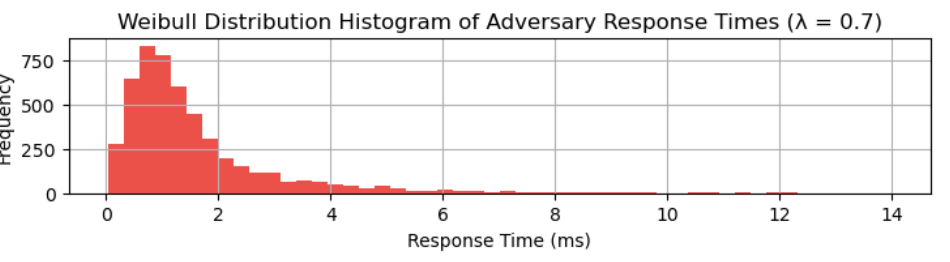 Weibull Distribution Histogram of Adversary Response Times (λ = 0.7)
Frequency
750
500
250
0
0 2 4 6 8 10 12 14
Response Time (ms)